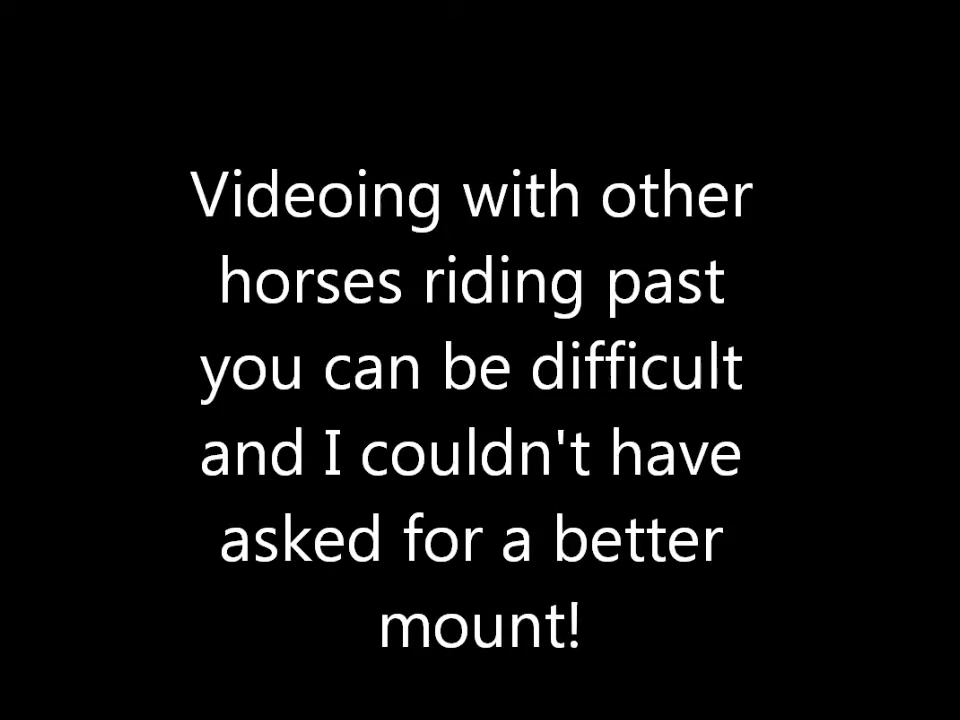 Videoing with other
horses riding past
you can be difficult
and I couldn't have
asked for a better
mount!